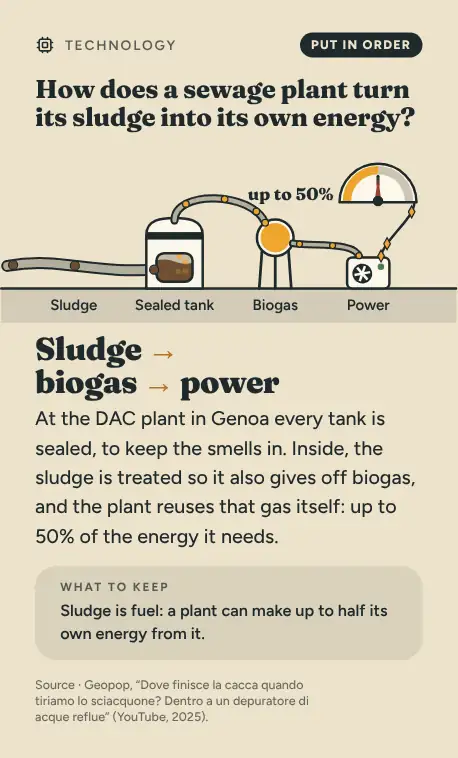 TECHNOLOGY
PUT IN ORDER
How does a sewage plant turn
its sludge into its own energy?
up to 50%
Sludge
Sealed tank
Biogas
Power
Sludge →
biogas → power
At the DAC plant in Genoa every tank is
sealed, to keep the smells in. Inside, the
sludge is treated so it also gives off biogas,
and the plant reuses that gas itself: up to
50% of the energy it needs.
WHAT TO KEEP
Sludge is fuel: a plant can make up to half its
own energy from it.
Source · Geopop, “Dove finisce la cacca quando
tiriamo lo sciacquone? Dentro a un depuratore di
acque reflue” (YouTube, 2025).